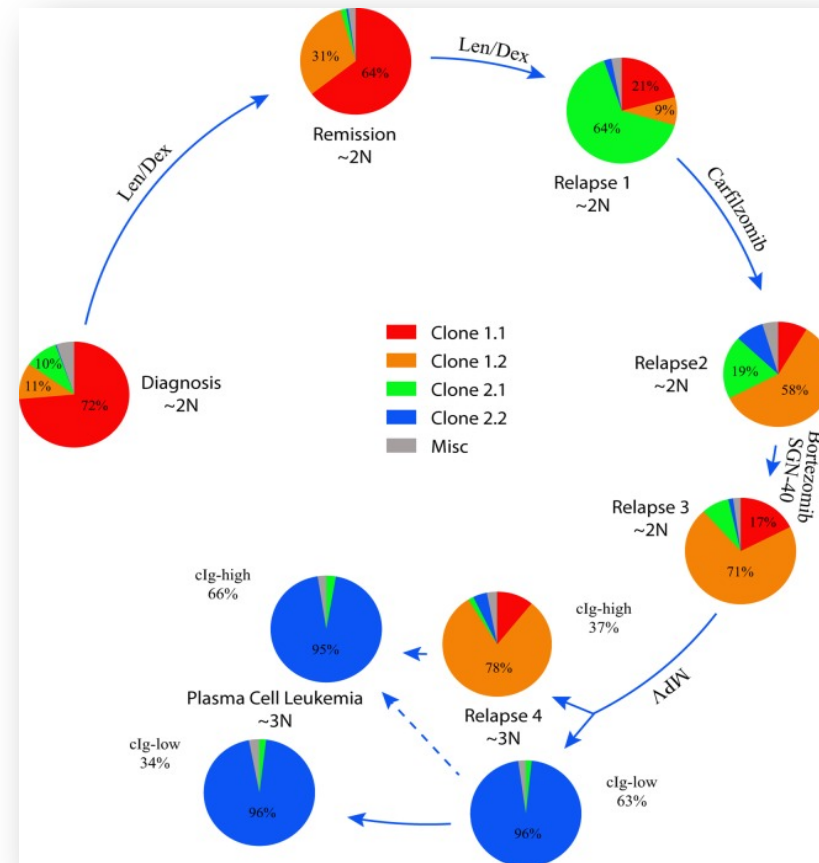 31%
64%
Remission
~2N
Len/Dex
21%
9%
64%
Relapse 1
~2N
Len/Dex
Carfilzomib
10%
11%
72%
Diagnosis
~2N
Clone 1.1
Clone 1.2
Clone 2.1
Clone 2.2
Misc
Relapse2
~2N
19%
58%
Bortezomib
SGN-40
Relapse 3
~2N
17%
71%
cIg-high
66%
95%
78%
cIg-high
37%
MPV
Plasma Cell Leukemia
~3N
Relapse 4
~3N
cIg-low
34%
96%
cIg-low
63%
96%